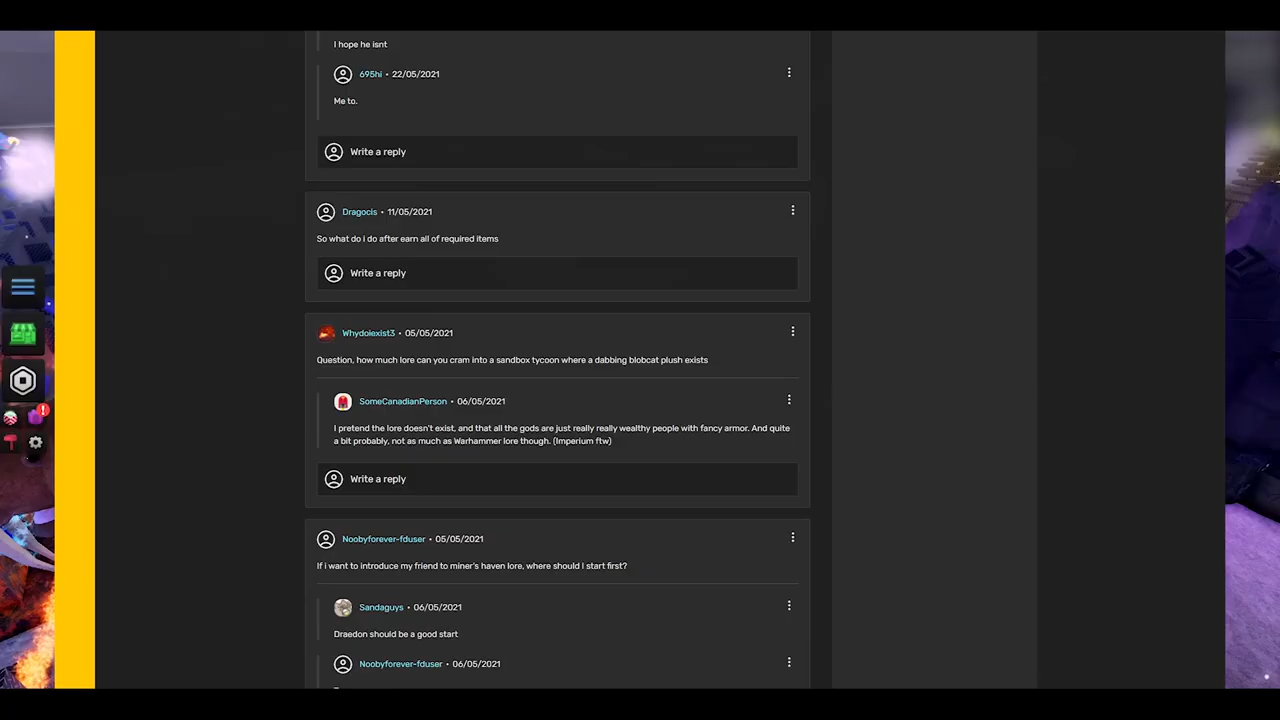 I hope he isnt
695hi • 22/05/2021
Me to.
Write a reply
Dragocis • 11/05/2021
So what do i do after earn all of required items
Write a reply
Whydoiexist3 • 05/05/2021
Question, how much lore can you cram into a sandbox tycoon where a dabbing blobcat plush exists
SomeCanadianPerson • 06/05/2021
I pretend the lore doesn't exist, and that all the gods are just really really wealthy people with fancy armor. And quite
a bit probably, not as much as Warhammer lore though. (Imperium ftw)
Write a reply
Noobyforever-fduser • 05/05/2021
If i want to introduce my friend to miner's haven lore, where should I start first?
Sandaguys • 06/05/2021
Draedon should be a good start
Noobyforever-fduser • 06/05/2021